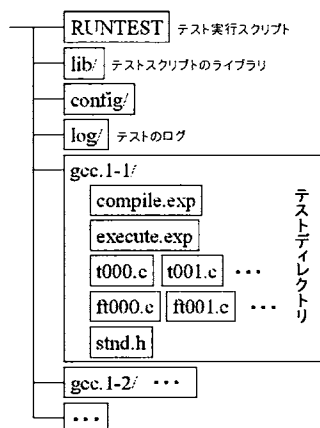 RUNTEST テスト実行スクリプト
lib/ テストスクリプトのライブラリ
config/
log/ テストのログ
gcc.1-1/
compile.exp
execute.exp
t000.c t001.c ・・・
ft000.c ft001.c ・・・
stnd.h
テストディレクトリ
gcc.1-2/ ・・・
・・・